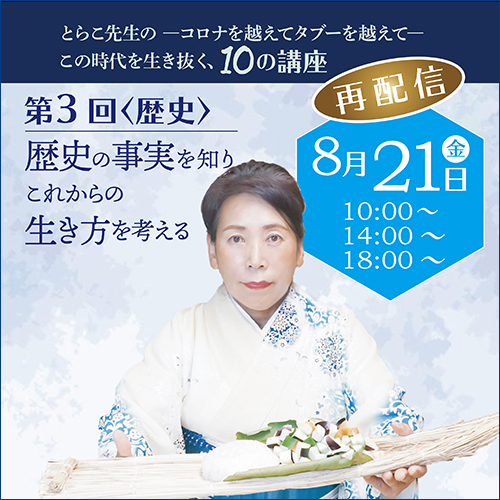 とらこ先生の ―コロナを越えてタブーを越えて―
この時代を生き抜く、10の講座
再配信
第3回〈歴史〉
歴史の事実を知り
これからの
生き方を考える
8月21日
金
10:00～
14:00～
18:00～